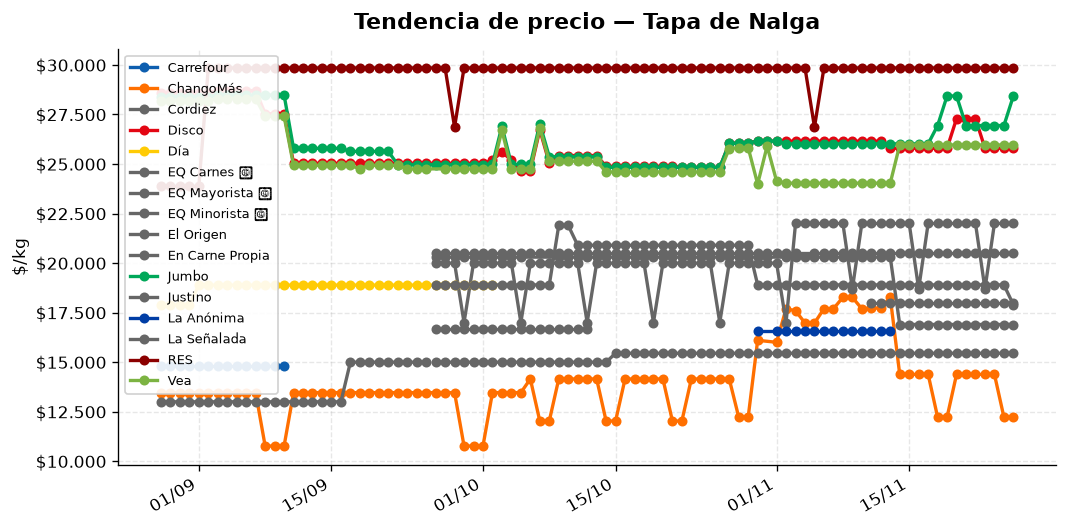 Tendencia de precio — Tapa de Nalga
$/kg
$30.000
$27.500
$25.000
$22.500
$20.000
$17.500
$15.000
$12.500
$10.000
Carrefour
ChangoMás
Cordiez
Disco
Día
EQ Carnes
EQ Mayorista
EQ Minorista
El Origen
En Carne Propia
Jumbo
Justino
La Anónima
La Señalada
RES
Vea
01/09
15/09
01/10
15/10
01/11
15/11